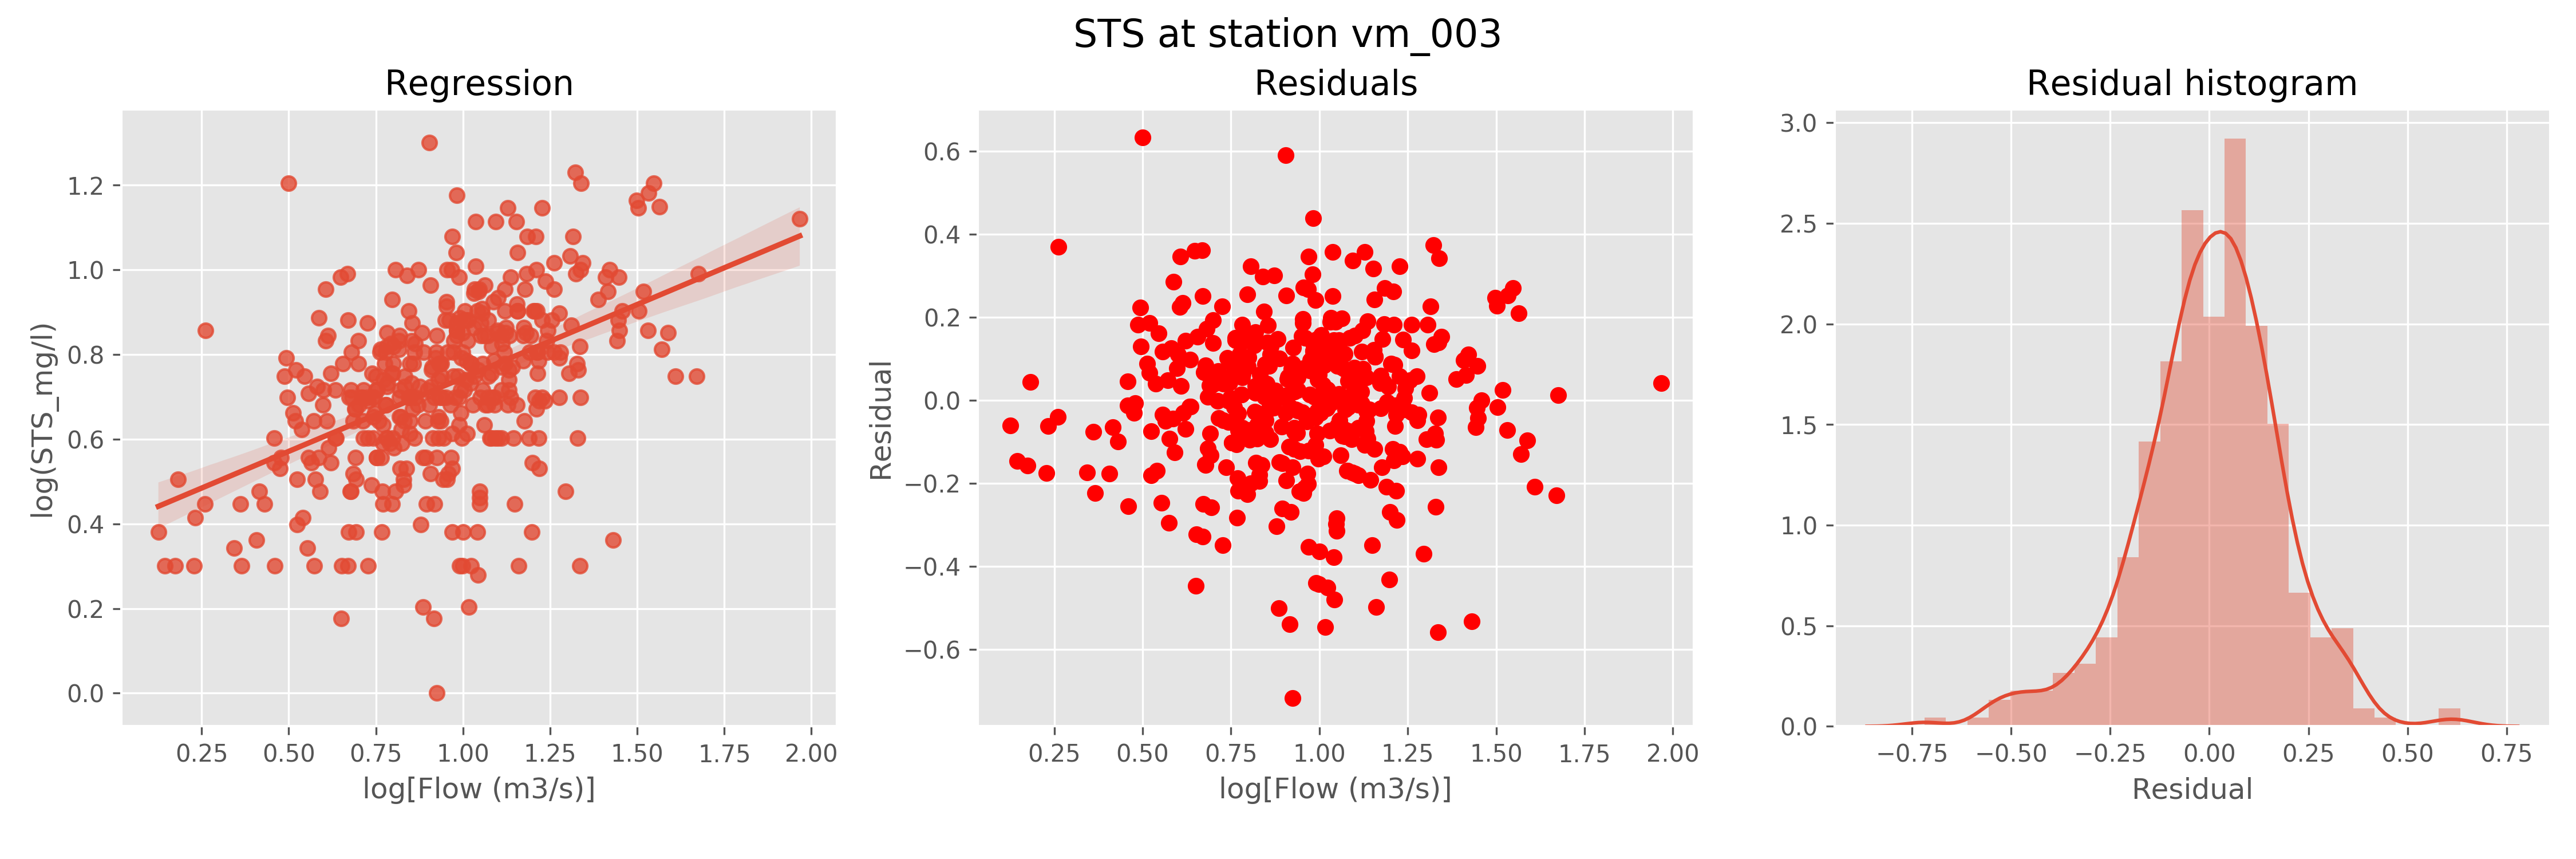 STS at station vm_003
Regression
1.2
1.0
0.8
0.6
0.4
0.2
0.0
log(STS_mg/l)
0.25 0.50 0.75 1.00 1.25 1.50 1.75 2.00
log[Flow (m3/s)]
Residuals
0.6
0.4
0.2
0.0
−0.2
−0.4
−0.6
Residual
0.25 0.50 0.75 1.00 1.25 1.50 1.75 2.00
log[Flow (m3/s)]
Residual histogram
3.0
2.5
2.0
1.5
1.0
0.5
0.0
−0.75 −0.50 −0.25 0.00 0.25 0.50 0.75
Residual